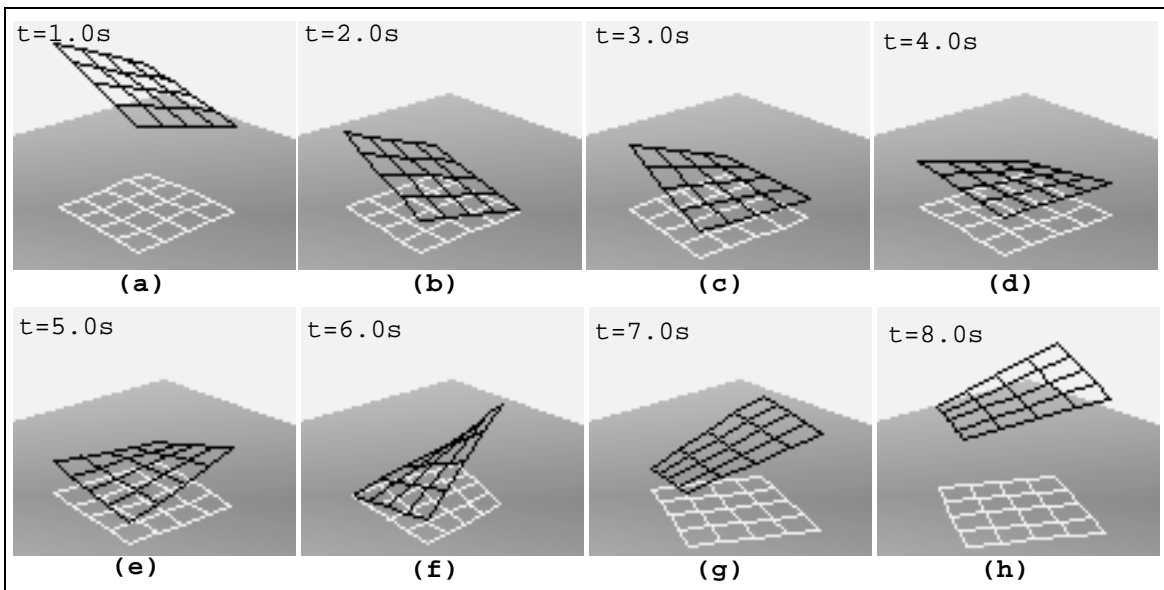 t=1.0s
t=2.0s
t=3.0s
t=4.0s
(a)
(b)
(c)
(d)
t=5.0s
t=6.0s
t=7.0s
t=8.0s
(e)
(f)
(g)
(h)